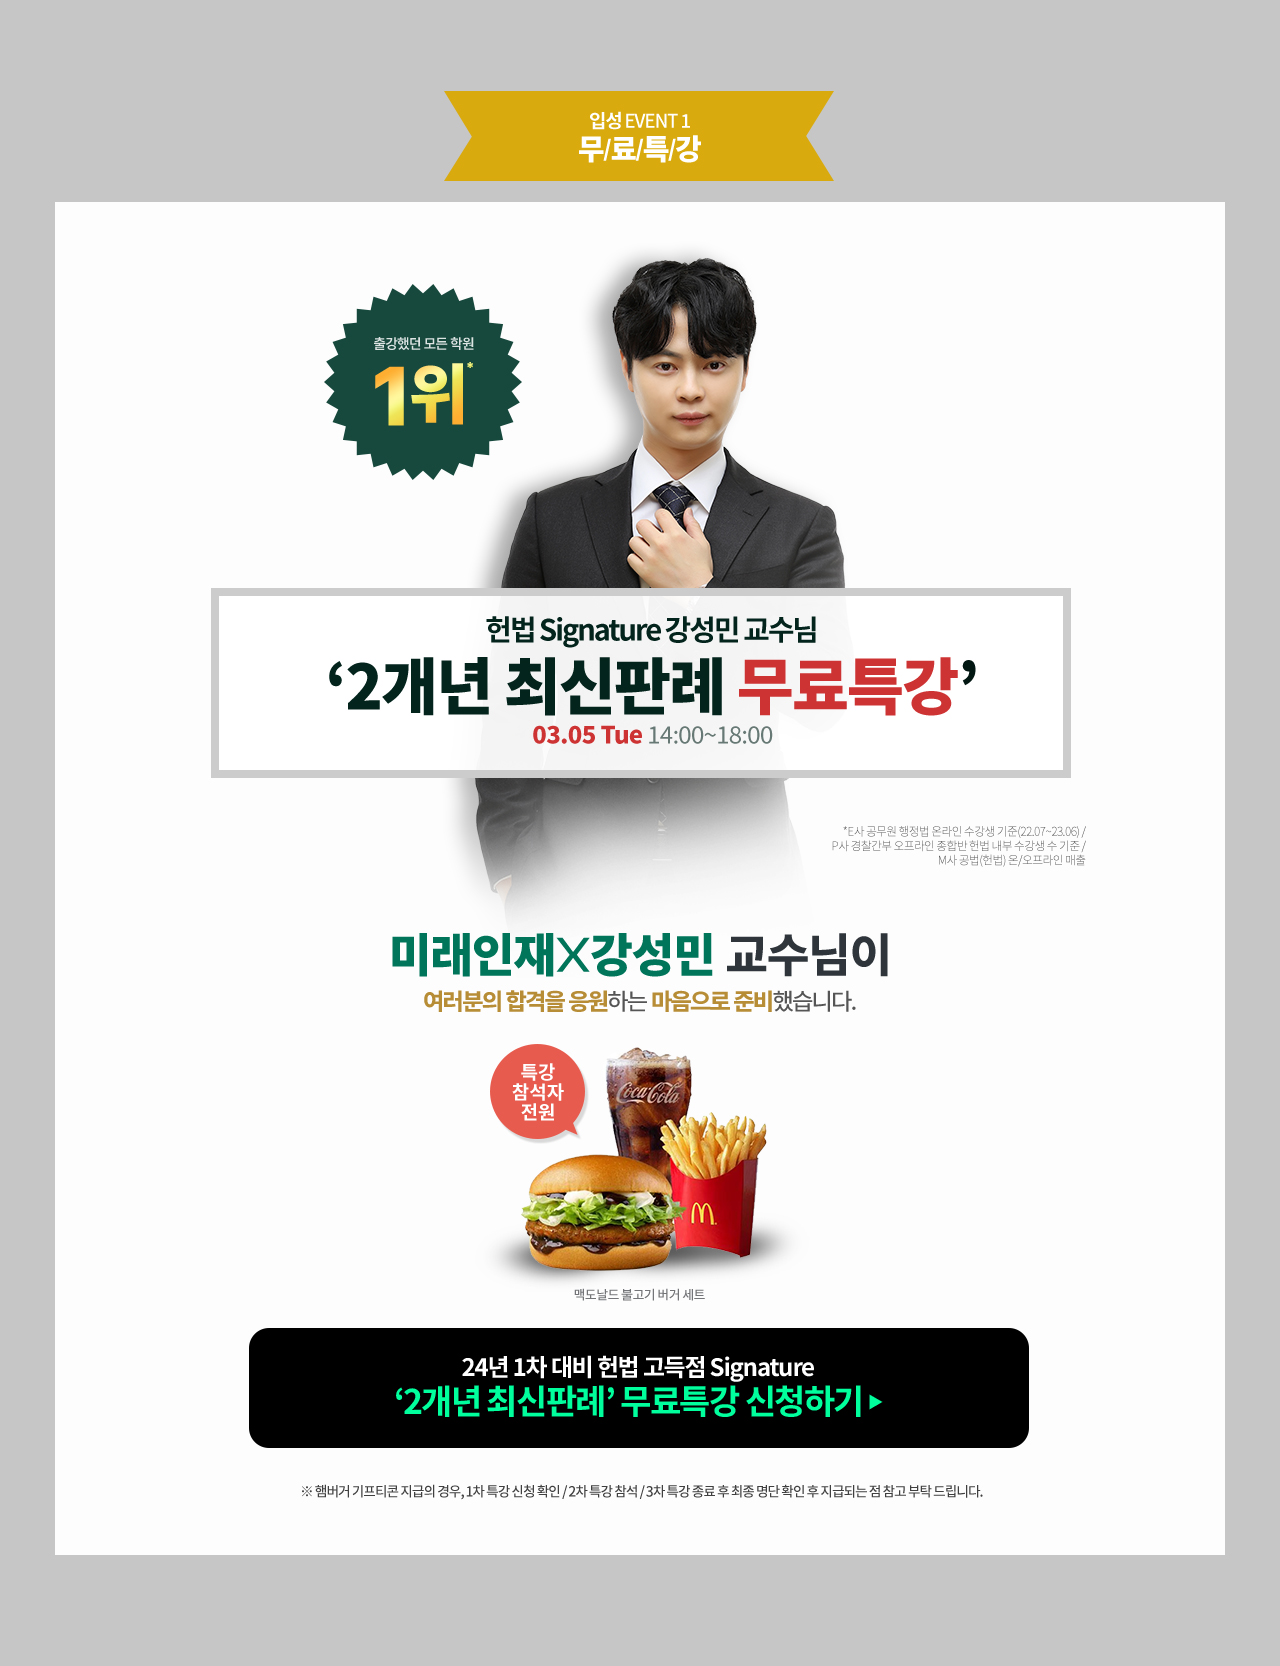 입성 EVENT 1
무/료/특/강
출강했던 모든 학원
1위*
헌법 Signature 강성민 교수님
‘2개년 최신판례 무료특강’
03.05 Tue 14:00~18:00
*E사 공무원 행정법 온라인 수강생 기준(22.07~23.06) /
P사 경찰간부 오프라인 종합반 헌법 내부 수강생 수 기준 /
M사 공법(헌법) 온/오프라인 매출
미래인재X강성민 교수님이
여러분의 합격을 응원하는 마음으로 준비했습니다.
특강
참석자
전원
Coca-Cola
맥도날드 불고기 버거 세트
24년 1차 대비 헌법 고득점 Signature
‘2개년 최신판례’ 무료특강 신청하기 ▶
※ 햄버거 기프티콘 지급의 경우, 1차 특강 신청 확인 / 2차 특강 참석 / 3차 특강 종료 후 최종 명단 확인 후 지급되는 점 참고 부탁 드립니다.